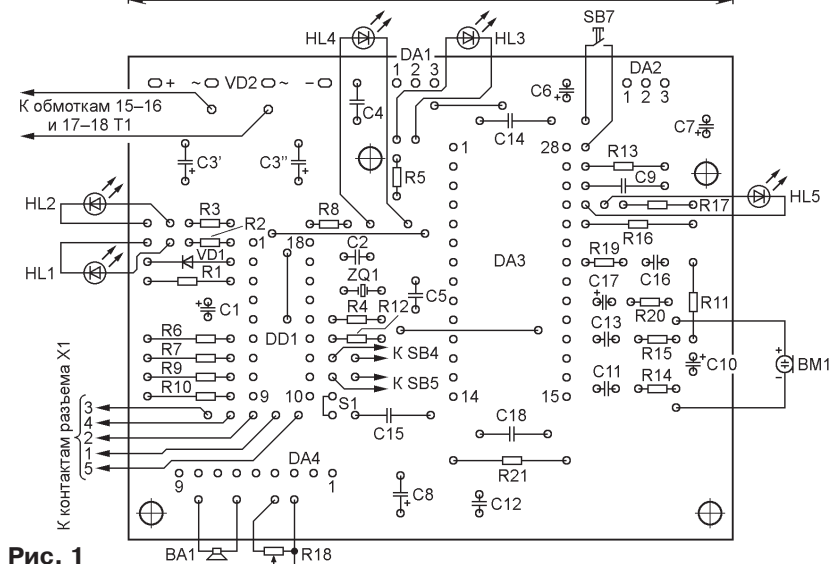 SB7
HL4
HL3
DA1
DA2
+ ~ VD2 ~ –
1 2 3
C6
1 2 3
К обмоткам 15–16
и 17–18 T1
C4
C14
C7
C3'
C3''
1
28
R13
C9
R5
HL2
R3
R2
R8
R17
HL5
R16
1
18
C2
DA3
VD1
R19
C16
HL1
R1
ZQ1
C17
C5
R11
C1
R4
R12
R20
C13
R6
DD1
К SB4
R15
R7
C10
BM1
R9
К SB5
C11
R14
R10
9
10
S1
14
15
3
4
2
1
5
К контактам разъема X1
C15
C18
DA4
9
1
R21
C8
C12
BA1
R18
Рис. 1